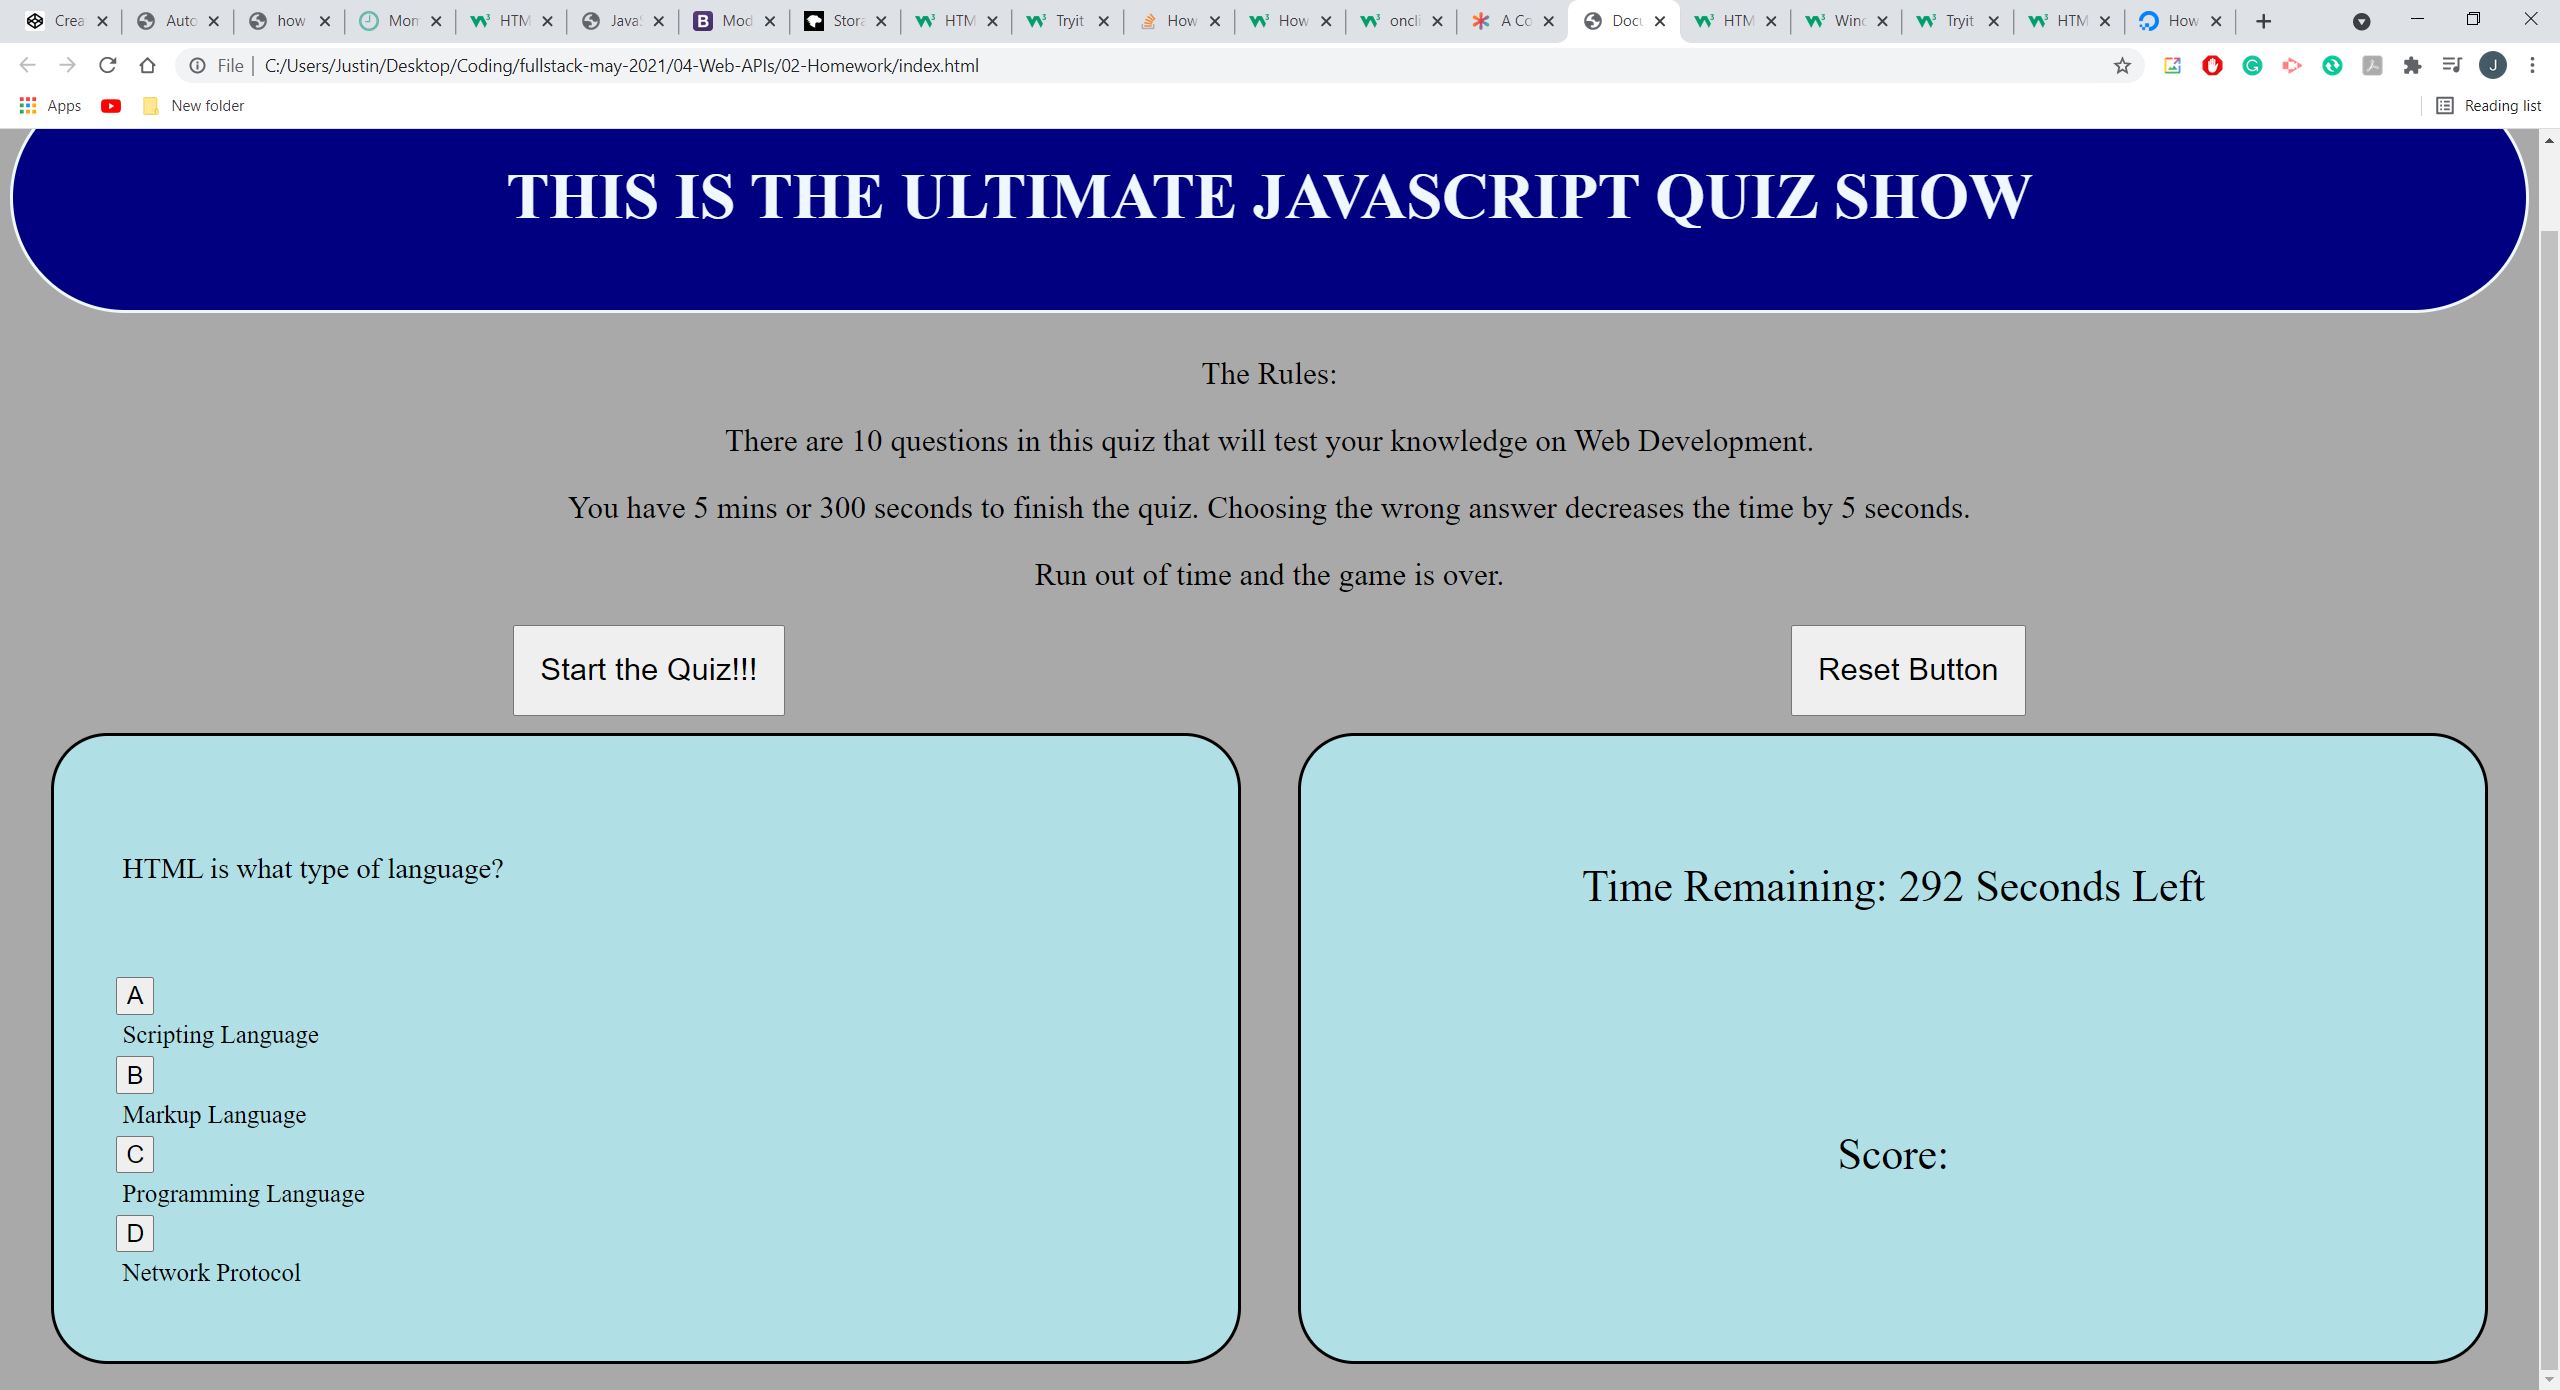 Crea
Auto
how
Mon
HTM
Java
Mod
Stora
HTM
Tryit
How
How
oncli
A Co
Docu
HTM
Winc
Tryit
HTM
How
File
C:/Users/Justin/Desktop/Coding/fullstack-may-2021/04-Web-APIs/02-Homework/index.html
J
Apps
New folder
Reading list
THIS IS THE ULTIMATE JAVASCRIPT QUIZ SHOW
The Rules:
There are 10 questions in this quiz that will test your knowledge on Web Development.
You have 5 mins or 300 seconds to finish the quiz. Choosing the wrong answer decreases the time by 5 seconds.
Run out of time and the game is over.
Start the Quiz!!!
Reset Button
HTML is what type of language?
A
Scripting Language
B
Markup Language
C
Programming Language
D
Network Protocol
Time Remaining: 292 Seconds Left
Score: